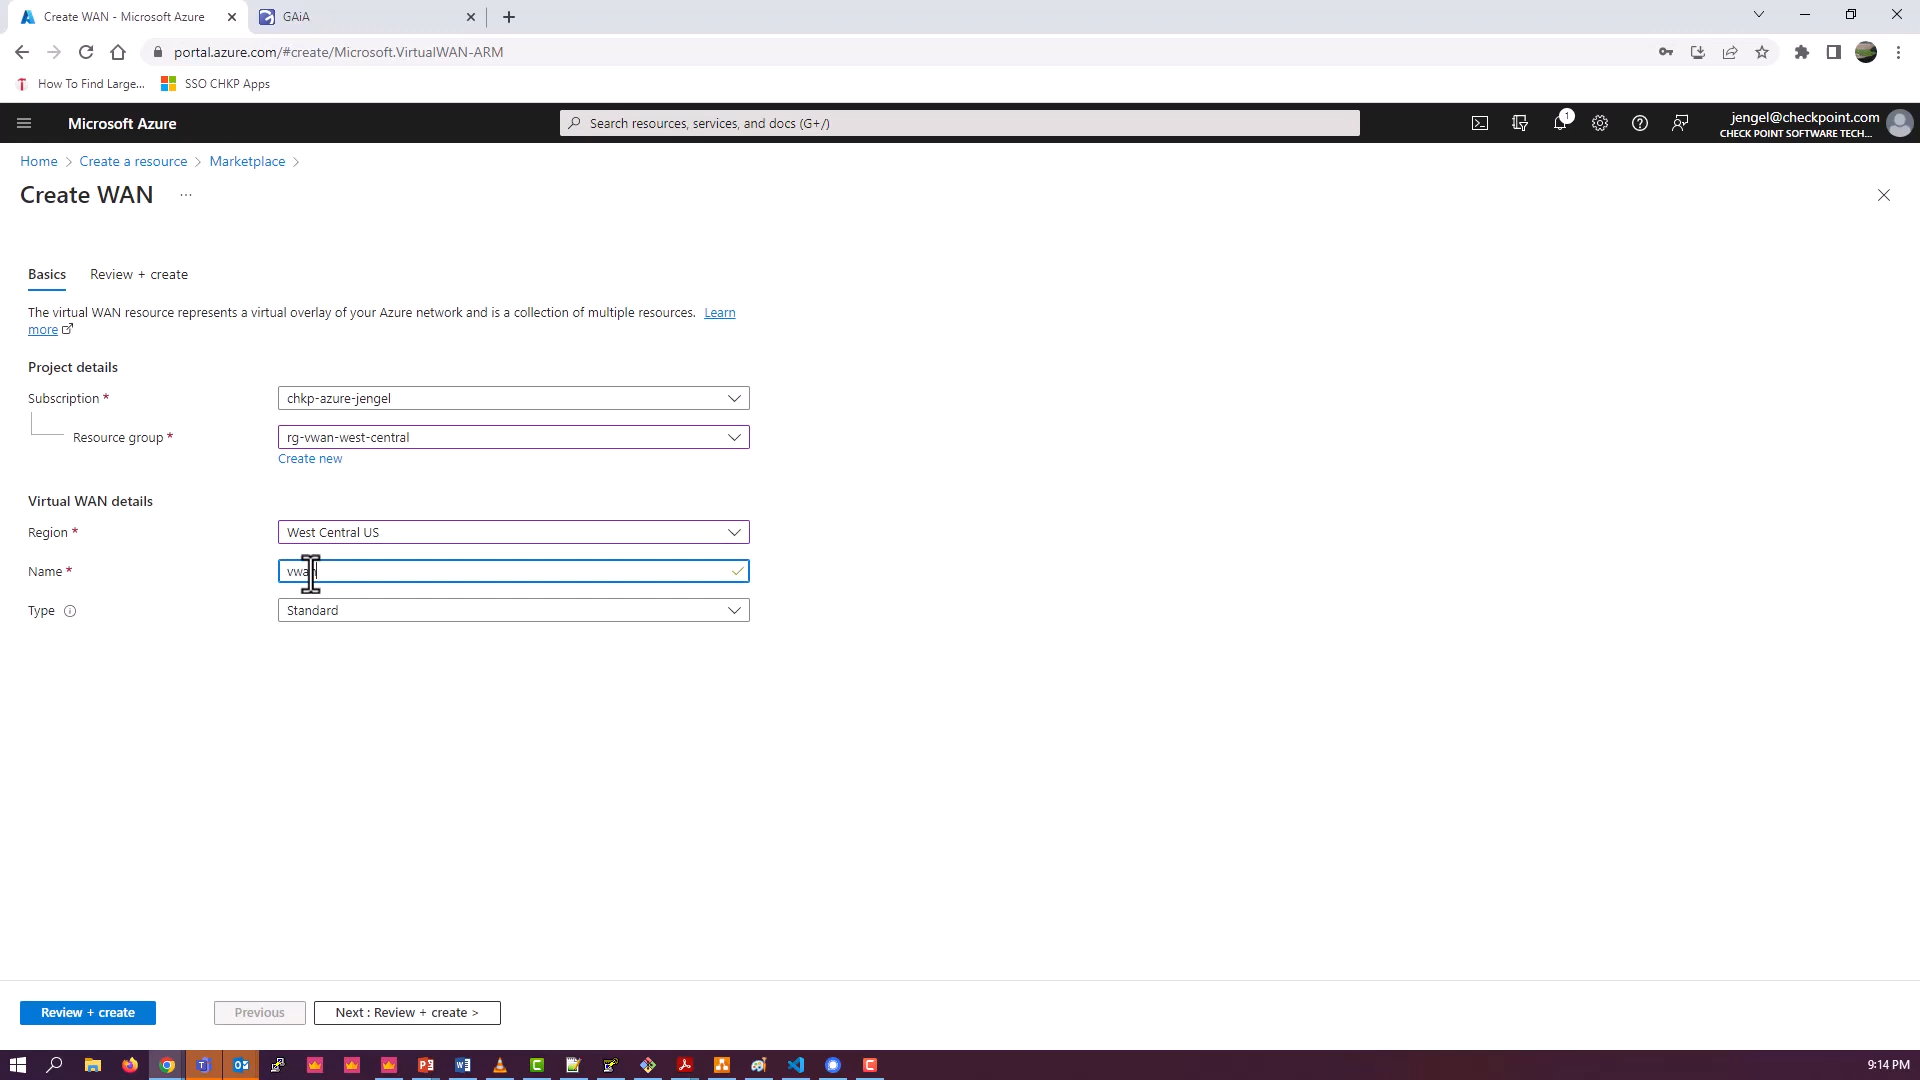 Create WAN - Microsoft Azure
GAiA
portal.azure.com/#create/Microsoft.VirtualWAN-ARM
How To Find Large...
SSO CHKP Apps
Microsoft Azure
Search resources, services, and docs (G+/)
1
jengel@checkpoint.com
CHECK POINT SOFTWARE TECH...
Home > Create a resource > Marketplace >
Create WAN ...
Basics
Review + create
The virtual WAN resource represents a virtual overlay of your Azure network and is a collection of multiple resources. Learn
more
Project details
Subscription *
chkp-azure-jengel
Resource group *
rg-vwan-west-central
Create new
Virtual WAN details
Region *
West Central US
Name *
vwan
Type
Standard
Review + create
Previous
Next : Review + create >
9:14 PM